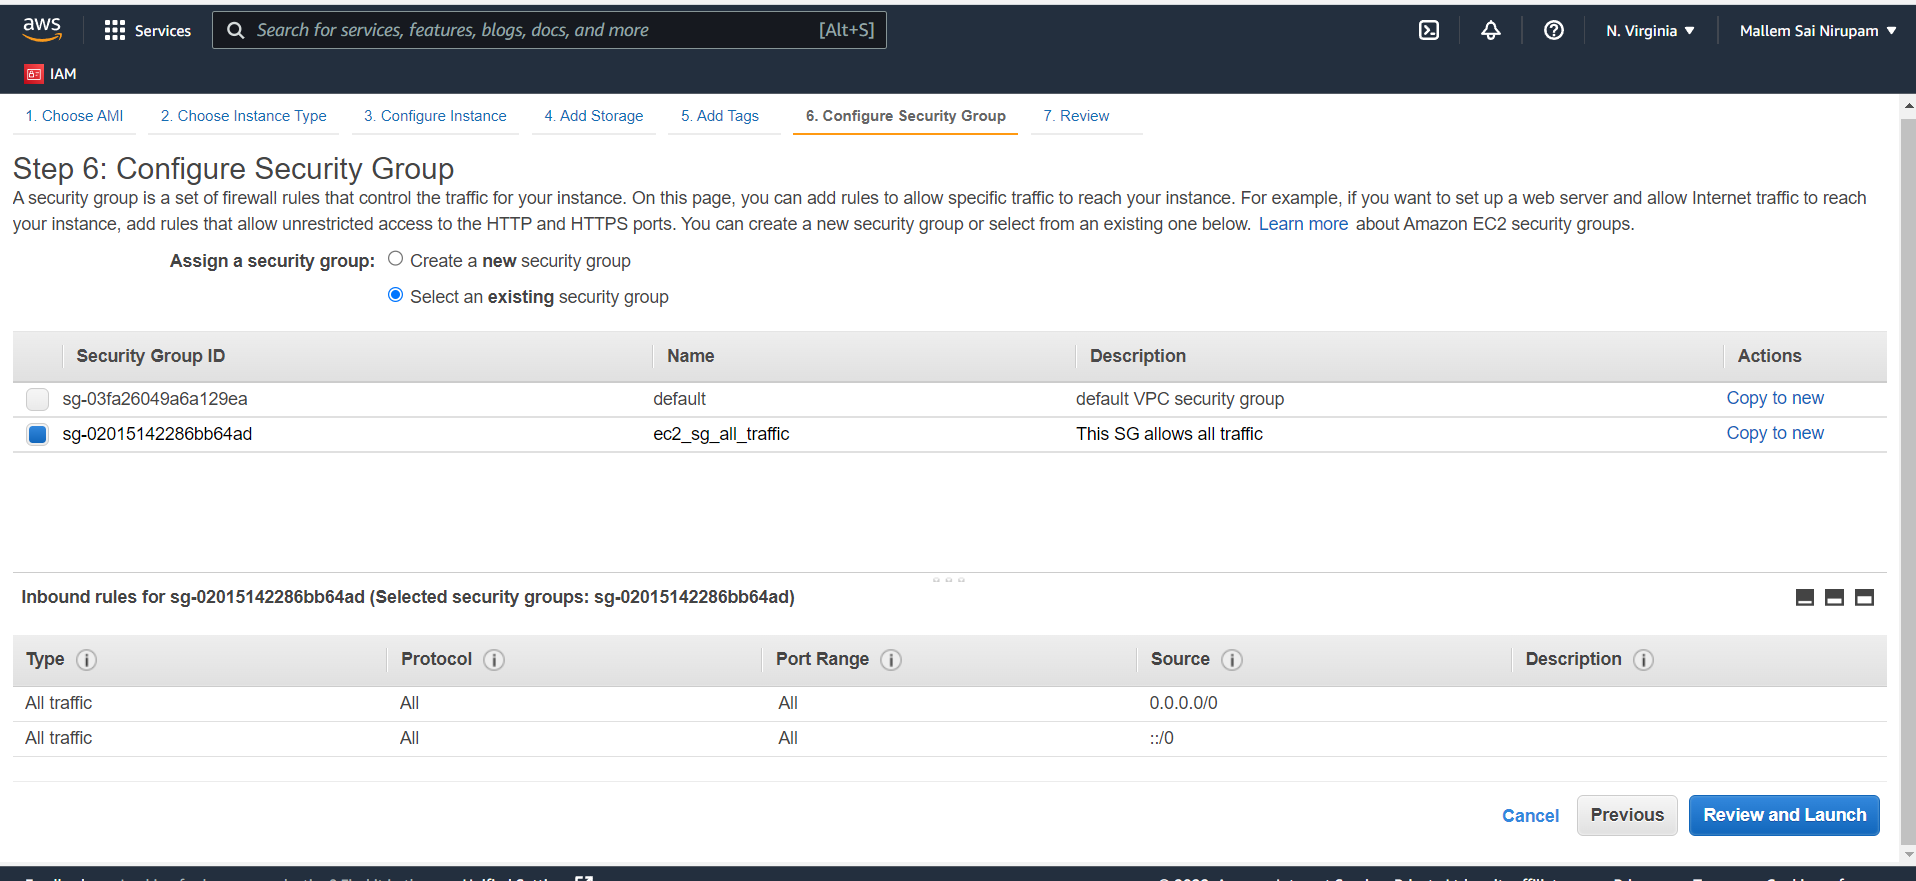 aws
Services
Search for services, features, blogs, docs, and more [Alt+S]
N. Virginia
Mallem Sai Nirupam
IAM
1. Choose AMI 2. Choose Instance Type 3. Configure Instance 4. Add Storage 5. Add Tags 6. Configure Security Group 7. Review
Step 6: Configure Security Group
A security group is a set of firewall rules that control the traffic for your instance. On this page, you can add rules to allow specific traffic to reach your instance. For example, if you want to set up a web server and allow Internet traffic to reach
your instance, add rules that allow unrestricted access to the HTTP and HTTPS ports. You can create a new security group or select from an existing one below. Learn more about Amazon EC2 security groups.
Assign a security group: Create a new security group
Select an existing security group
Security Group ID Name Description Actions
sg-03fa26049a6a129ea default default VPC security group Copy to new
sg-02015142286bb64ad ec2_sg_all_traffic This SG allows all traffic Copy to new
Inbound rules for sg-02015142286bb64ad (Selected security groups: sg-02015142286bb64ad)
Type Protocol Port Range Source Description
All traffic All All 0.0.0.0/0
All traffic All All ::/0
Cancel Previous Review and Launch